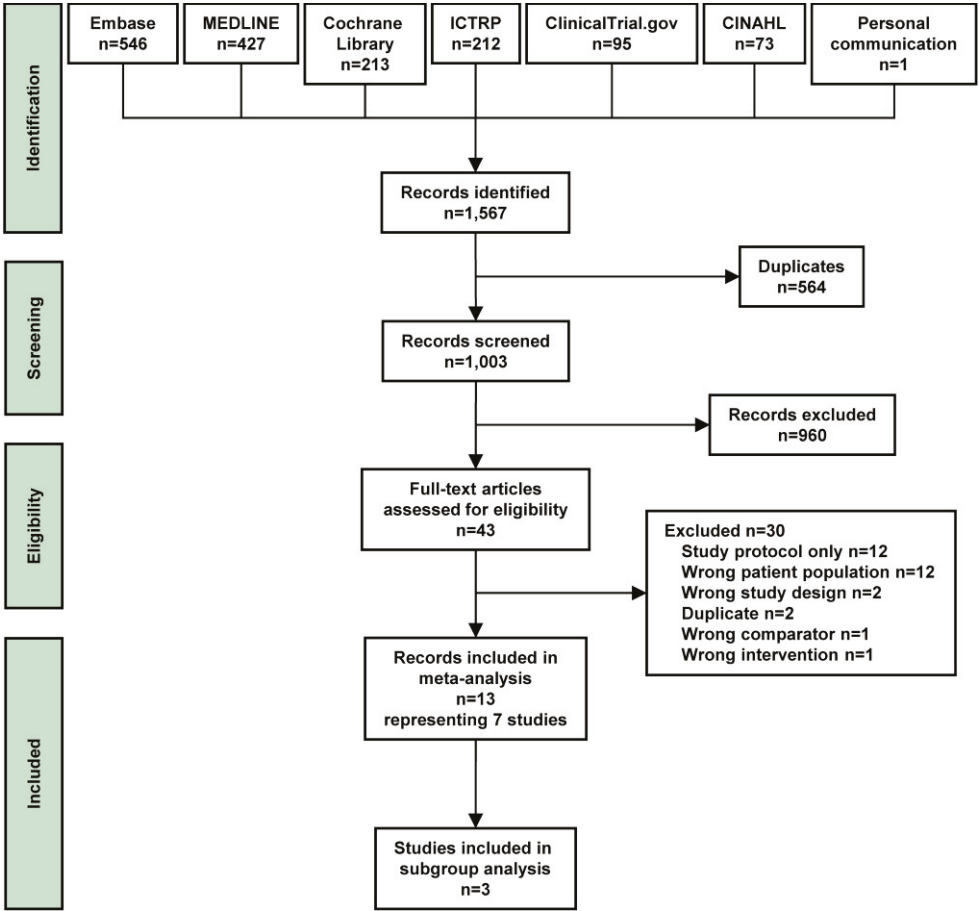 Embase
n=546
MEDLINE
n=427
Cochrane
Library
n=213
ICTRP
n=212
ClinicalTrial.gov
n=95
CINAHL
n=73
Personal
communication
n=1
Identification
Records identified
n=1,567
Duplicates
n=564
Screening
Records screened
n=1,003
Records excluded
n=960
Eligibility
Full-text articles
assessed for eligibility
n=43
Excluded n=30
Study protocol only n=12
Wrong patient population n=12
Wrong study design n=2
Duplicate n=2
Wrong comparator n=1
Wrong intervention n=1
Included
Records included in
meta-analysis
n=13
representing 7 studies
Studies included in
subgroup analysis
n=3